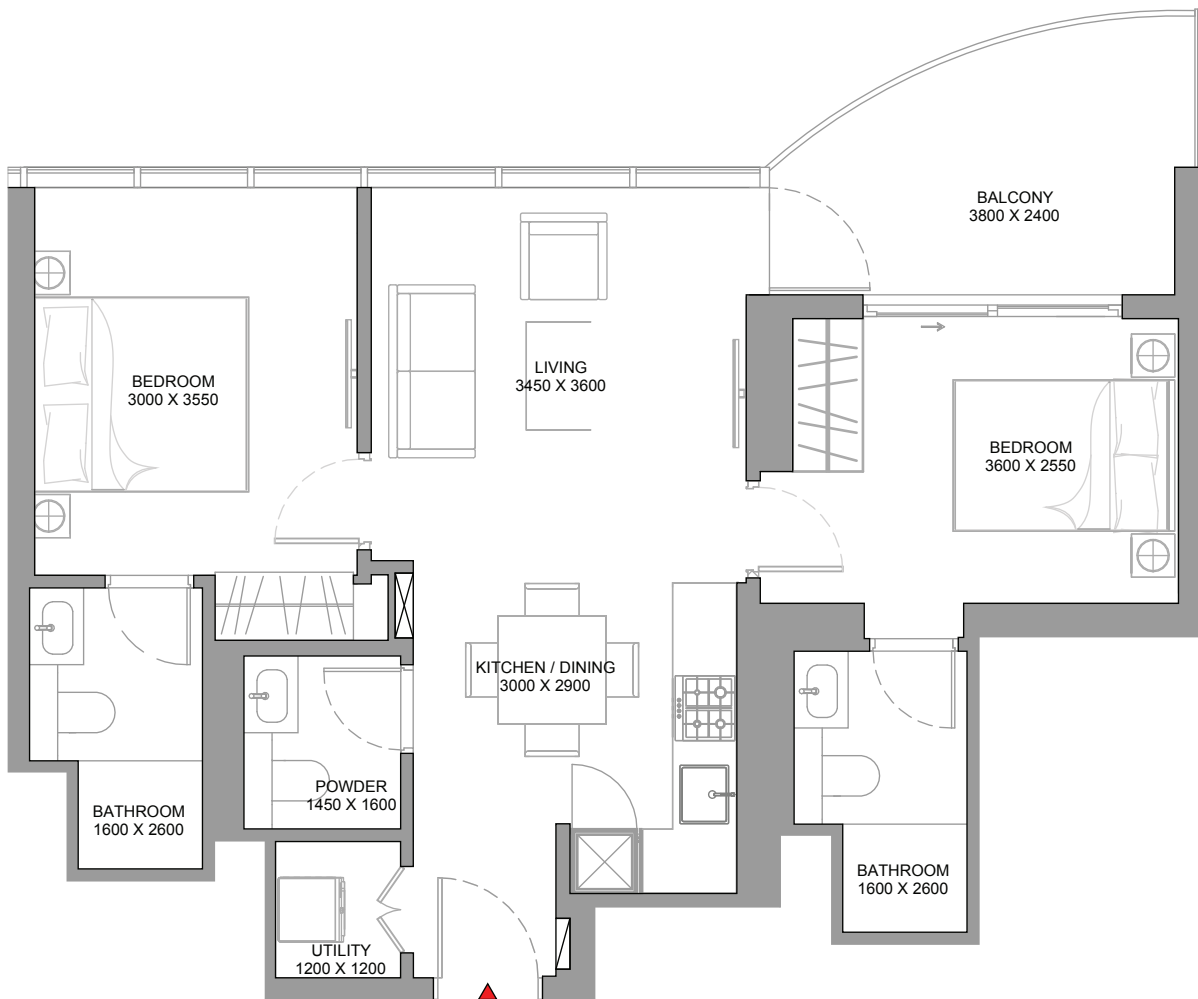 BALCONY
3800 X 2400
LIVING
3450 X 3600
BEDROOM
3000 X 3550
BEDROOM
3600 X 2550
KITCHEN / DINING
3000 X 2900
POWDER
1450 X 1600
BATHROOM
1600 X 2600
BATHROOM
1600 X 2600
UTILITY
1200 X 1200